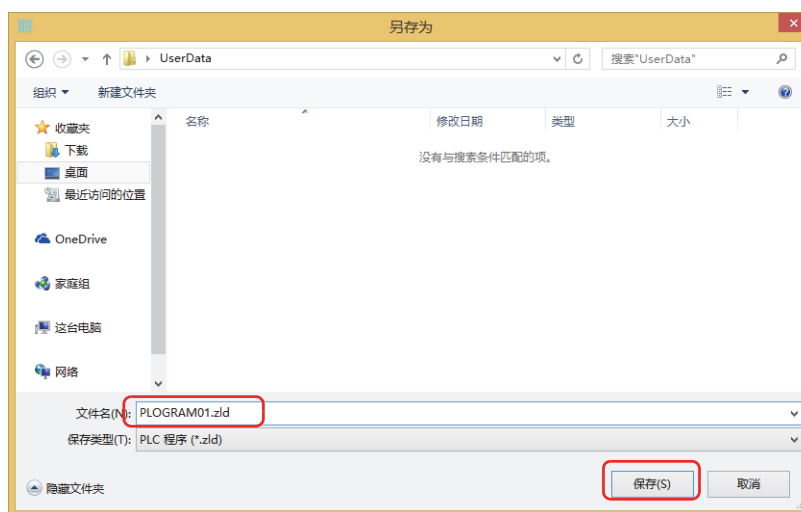 另存为
UserData
搜索"UserData"
组织 新建文件夹
名称 修改日期 类型 大小
没有与搜索条件匹配的项。
收藏夹
下载
桌面
最近访问的位置
OneDrive
家庭组
这台电脑
网络
文件名(N): PLOGRAM01.zld
保存类型(T): PLC 程序 (*.zld)
隐藏文件夹
保存(S) 取消